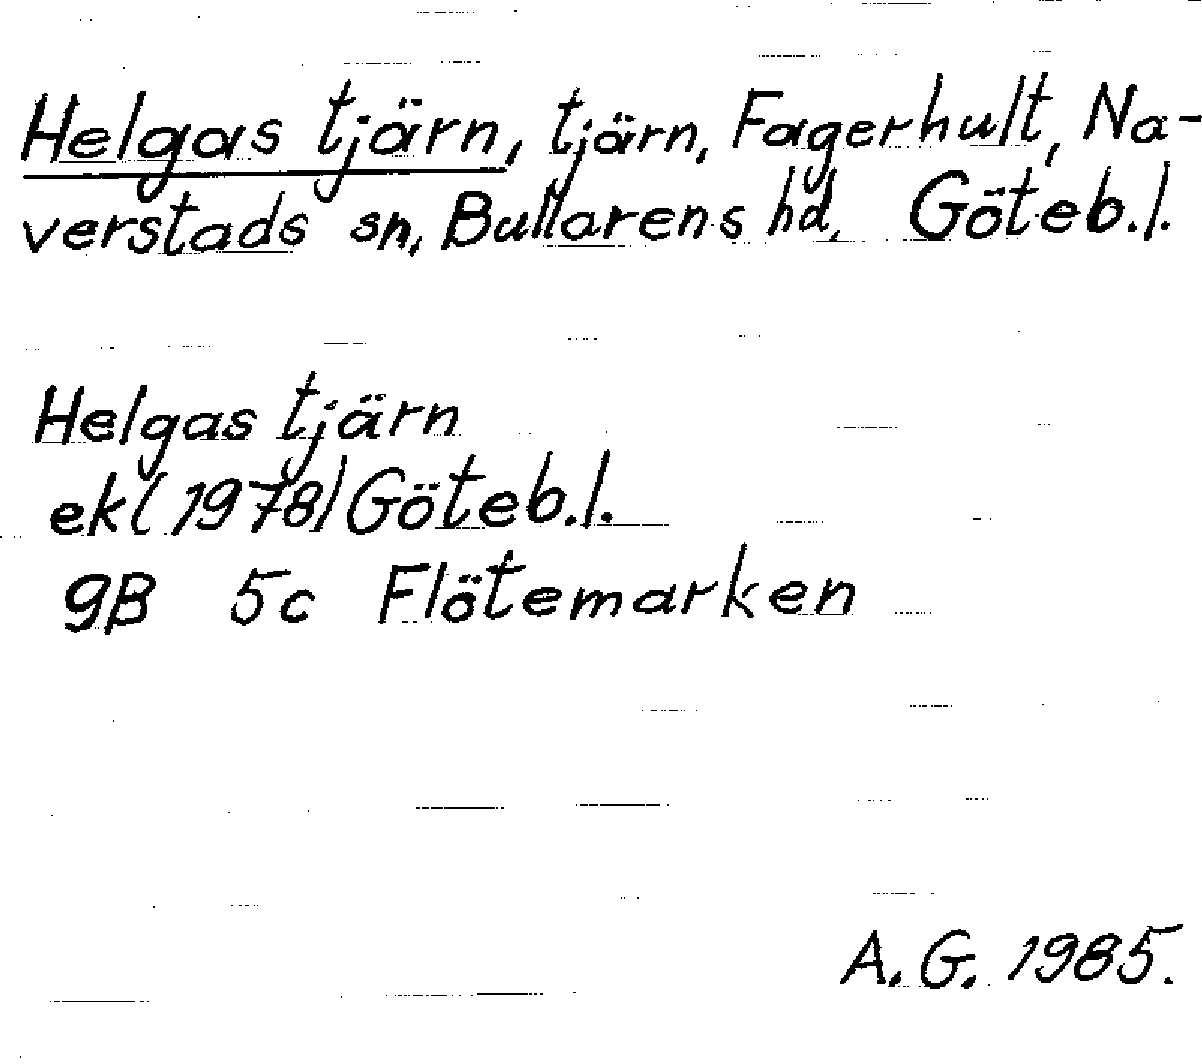 Helgas tjärn, tjärn, Fagerhult, Na-
verstads sn, Bullarens hd, Göteb.l.
Helgas tjärn
ek(1978)Göteb.l.
9B 5c Flötemarken
A.G. 1985.